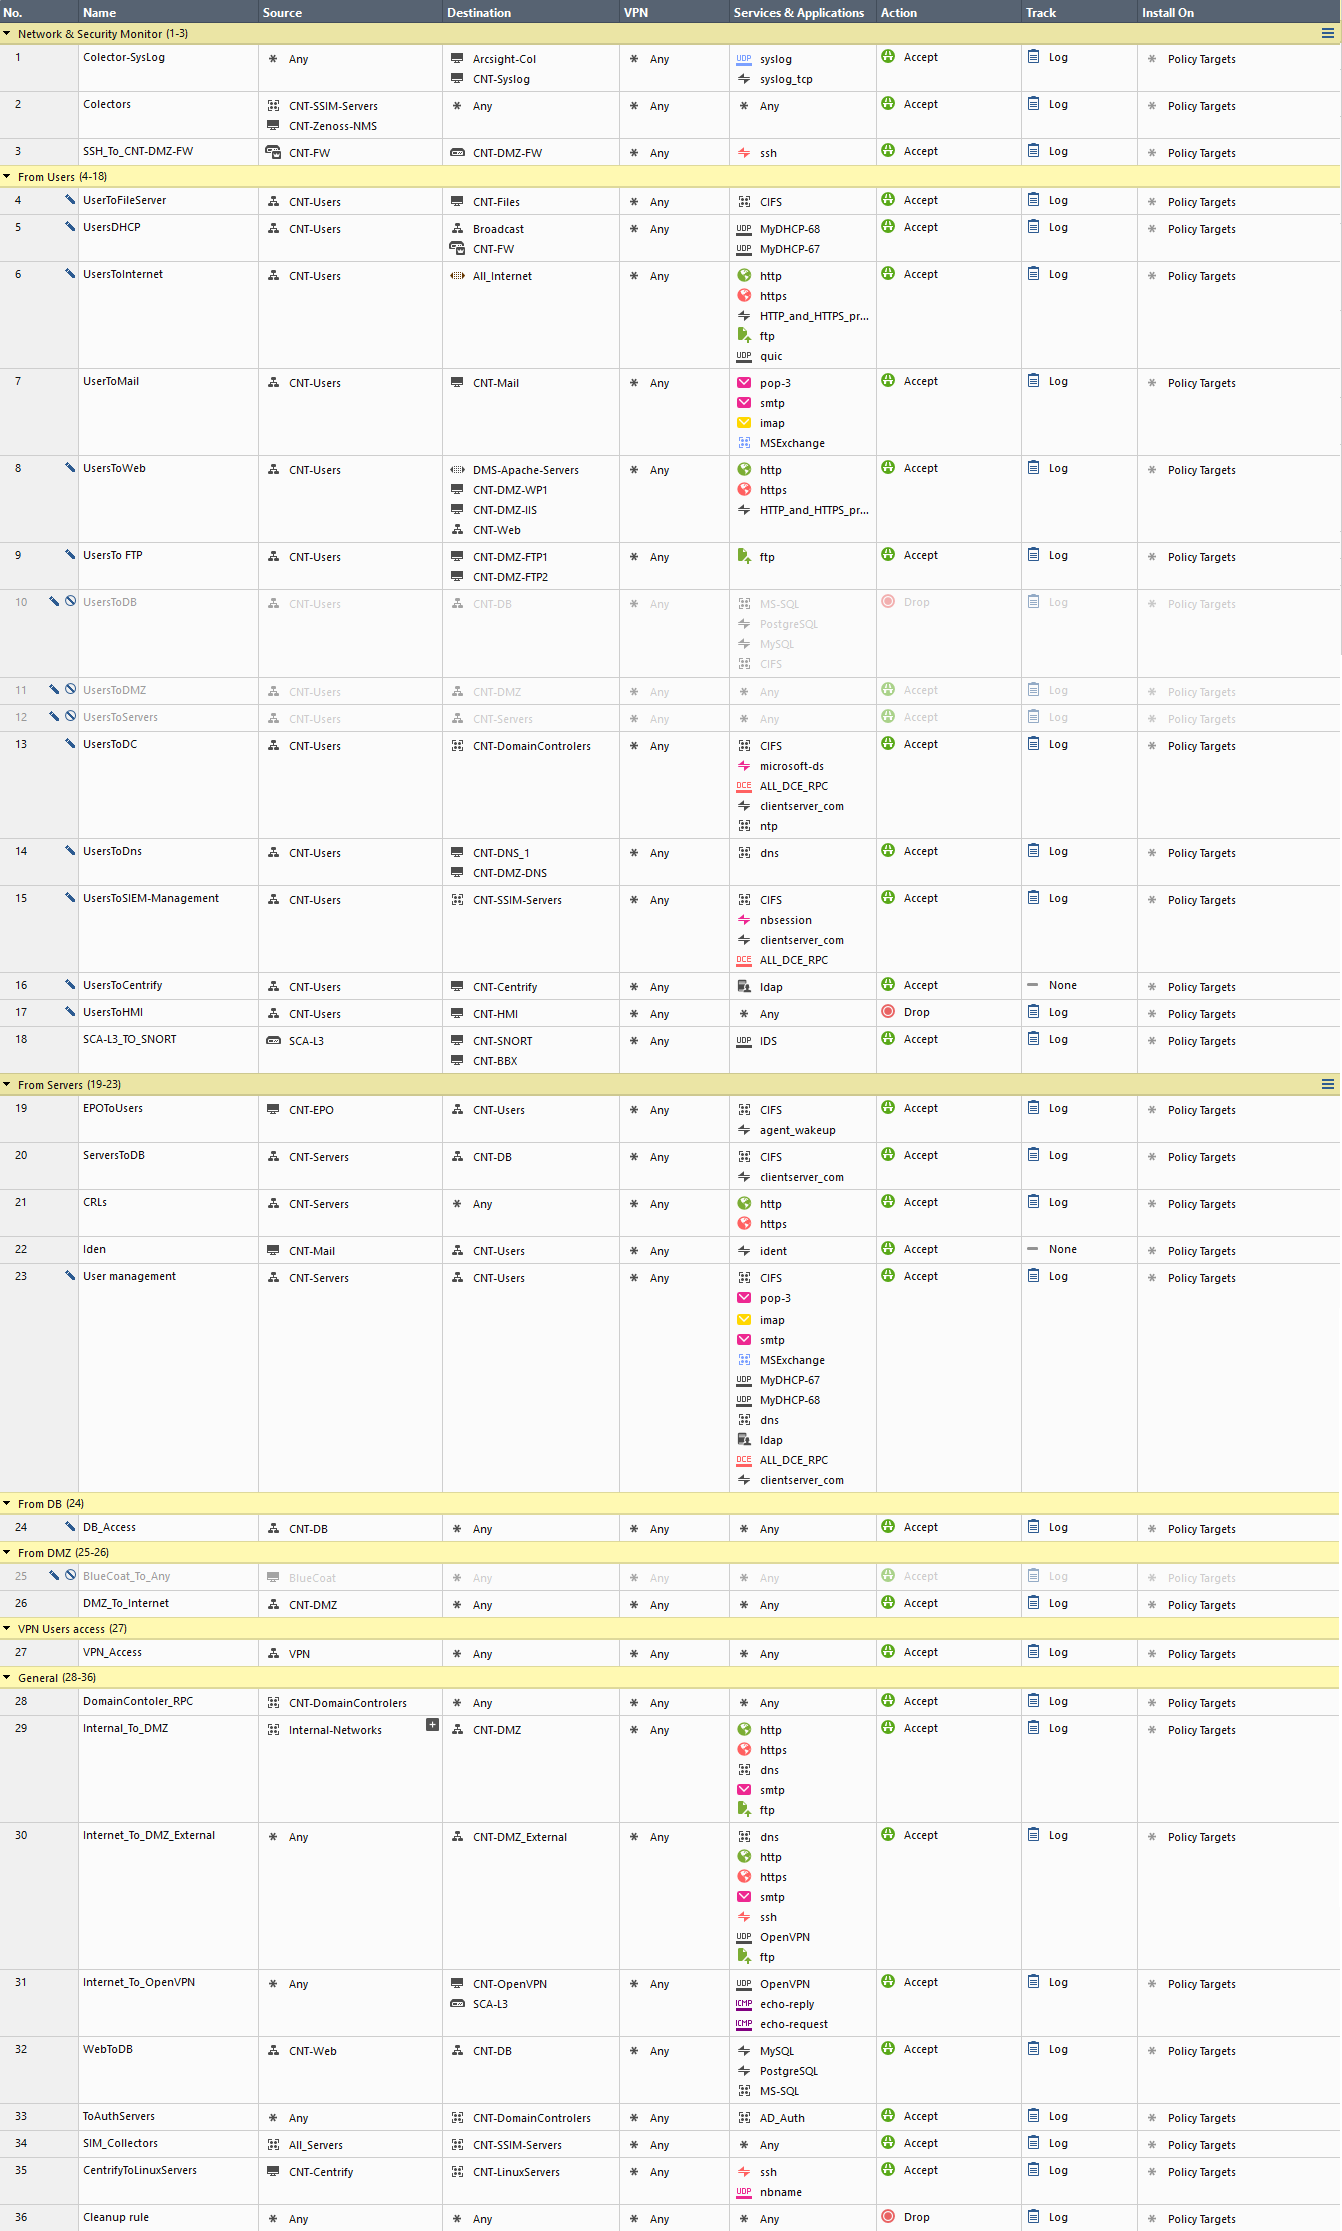 No. Name Source Destination VPN Services & Applications Action Track Install On
Network & Security Monitor (1-3)
1 Colector-SysLog Any Arcsight-Col Any syslog Accept Log Policy Targets
CNT-Syslog syslog_tcp
2 Colectors CNT-SSIM-Servers Any Any Any Accept Log Policy Targets
CNT-Zenoss-NMS
3 SSH_To_CNT-DMZ-FW CNT-FW CNT-DMZ-FW Any ssh Accept Log Policy Targets
From Users (4-18)
4 UserToFileServer CNT-Users CNT-Files Any CIFS Accept Log Policy Targets
5 UsersDHCP CNT-Users Broadcast Any UDP MyDHCP-68 Accept Log Policy Targets
CNT-FW UDP MyDHCP-67
6 UsersToInternet CNT-Users All_Internet Any http Accept Log Policy Targets
https
HTTP_and_HTTPS_pr...
ftp
UDP quic
7 UserToMail CNT-Users CNT-Mail Any pop-3 Accept Log Policy Targets
smtp
imap
MSExchange
8 UsersToWeb CNT-Users DMS-Apache-Servers Any http Accept Log Policy Targets
CNT-DMZ-WP1 https
CNT-DMZ-IIS HTTP_and_HTTPS_pr...
CNT-Web
9 UsersTo FTP CNT-Users CNT-DMZ-FTP1 Any ftp Accept Log Policy Targets
CNT-DMZ-FTP2
10 UsersToDB CNT-Users CNT-DB Any MS-SQL Drop Log Policy Targets
PostgreSQL
MySQL
CIFS
11 UsersToDMZ CNT-Users CNT-DMZ Any Any Accept Log Policy Targets
12 UsersToServers CNT-Users CNT-Servers Any Any Accept Log Policy Targets
13 UsersToDC CNT-Users CNT-DomainControlers Any CIFS Accept Log Policy Targets
microsoft-ds
DCE ALL_DCE_RPC
clientserver_com
ntp
14 UsersToDns CNT-Users CNT-DNS_1 Any dns Accept Log Policy Targets
CNT-DMZ-DNS
15 UsersToSIEM-Management CNT-Users CNT-SSIM-Servers Any CIFS Accept Log Policy Targets
nbsession
clientserver_com
DCE ALL_DCE_RPC
16 UsersToCentrify CNT-Users CNT-Centrify Any ldap Accept None Policy Targets
17 UsersToHMI CNT-Users CNT-HMI Any Any Drop Log Policy Targets
18 SCA-L3_TO_SNORT SCA-L3 CNT-SNORT Any UDP IDS Accept Log Policy Targets
CNT-BBX
From Servers (19-23)
19 EPOToUsers CNT-EPO CNT-Users Any CIFS Accept Log Policy Targets
agent_wakeup
20 ServersToDB CNT-Servers CNT-DB Any CIFS Accept Log Policy Targets
clientserver_com
21 CRLs CNT-Servers Any Any http Accept Log Policy Targets
https
22 Iden CNT-Mail CNT-Users Any ident Accept None Policy Targets
23 User management CNT-Servers CNT-Users Any CIFS Accept Log Policy Targets
pop-3
imap
smtp
MSExchange
UDP MyDHCP-67
UDP MyDHCP-68
dns
ldap
DCE ALL_DCE_RPC
clientserver_com
From DB (24)
24 DB_Access CNT-DB Any Any Any Accept Log Policy Targets
From DMZ (25-26)
25 BlueCoat_To_Any BlueCoat Any Any Any Accept Log Policy Targets
26 DMZ_To_Internet CNT-DMZ Any Any Any Accept Log Policy Targets
VPN Users access (27)
27 VPN_Access VPN Any Any Any Accept Log Policy Targets
General (28-36)
28 DomainContoler_RPC CNT-DomainControlers Any Any Any Accept Log Policy Targets
29 Internal_To_DMZ Internal-Networks CNT-DMZ Any http Accept Log Policy Targets
https
dns
smtp
ftp
30 Internet_To_DMZ_External Any CNT-DMZ_External Any dns Accept Log Policy Targets
http
https
smtp
ssh
UDP OpenVPN
ftp
31 Internet_To_OpenVPN Any CNT-OpenVPN Any UDP OpenVPN Accept Log Policy Targets
SCA-L3 ICMP echo-reply
ICMP echo-request
32 WebToDB CNT-Web CNT-DB Any MySQL Accept Log Policy Targets
PostgreSQL
MS-SQL
33 ToAuthServers Any CNT-DomainControlers Any AD_Auth Accept Log Policy Targets
34 SIM_Collectors All_Servers CNT-SSIM-Servers Any Any Accept Log Policy Targets
35 CentrifyToLinuxServers CNT-Centrify CNT-LinuxServers Any ssh Accept Log Policy Targets
UDP nbname
36 Cleanup rule Any Any Any Any Drop Log Policy Targets